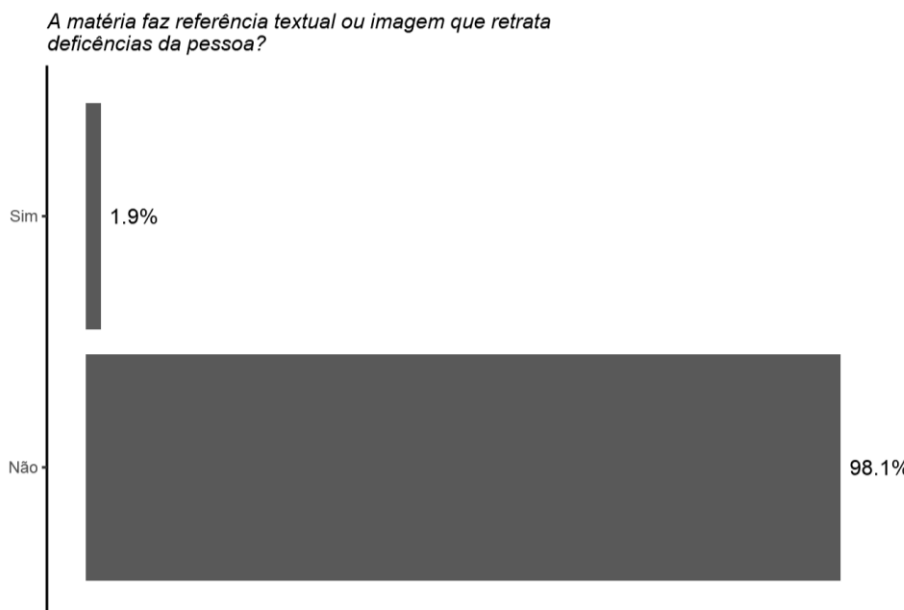 A matéria faz referência textual ou imagem que retrata
deficências da pessoa?
Sim
1.9%
Não
98.1%